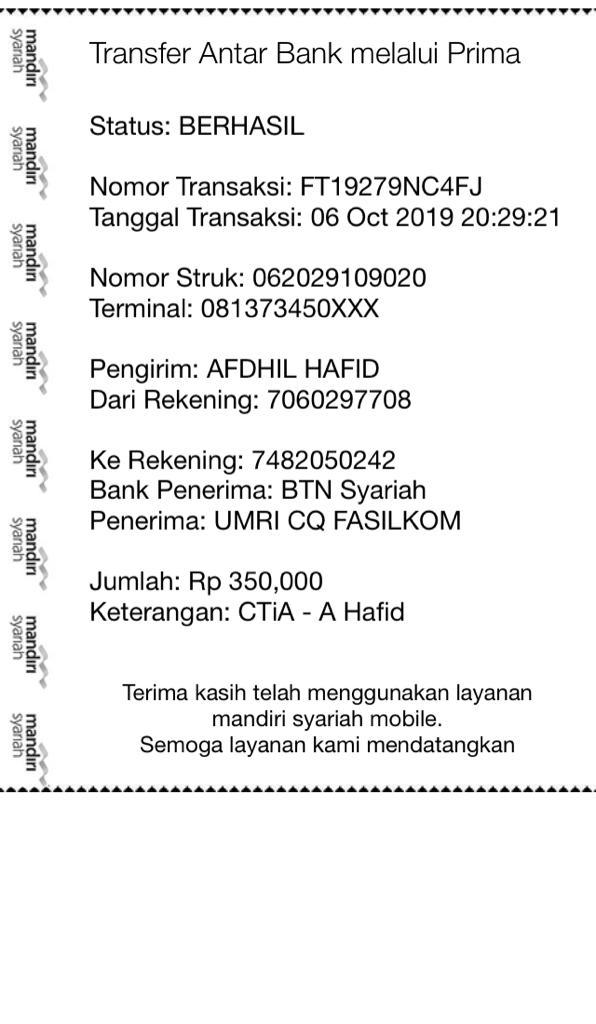 Transfer Antar Bank melalui Prima
Status: BERHASIL
Nomor Transaksi: FT19279NC4FJ
Tanggal Transaksi: 06 Oct 2019 20:29:21
Nomor Struk: 062029109020
Terminal: 081373450XXX
Pengirim: AFDHIL HAFID
Dari Rekening: 7060297708
Ke Rekening: 7482050242
Bank Penerima: BTN Syariah
Penerima: UMRI CQ FASILKOM
Jumlah: Rp 350,000
Keterangan: CTiA - A Hafid
Terima kasih telah menggunakan layanan
mandiri syariah mobile.
Semoga layanan kami mendatangkan
mandiri
syariah
mandiri
syariah
mandiri
syariah
mandiri
syariah
mandiri
syariah
mandiri
syariah
mandiri
syariah
mandiri
syariah